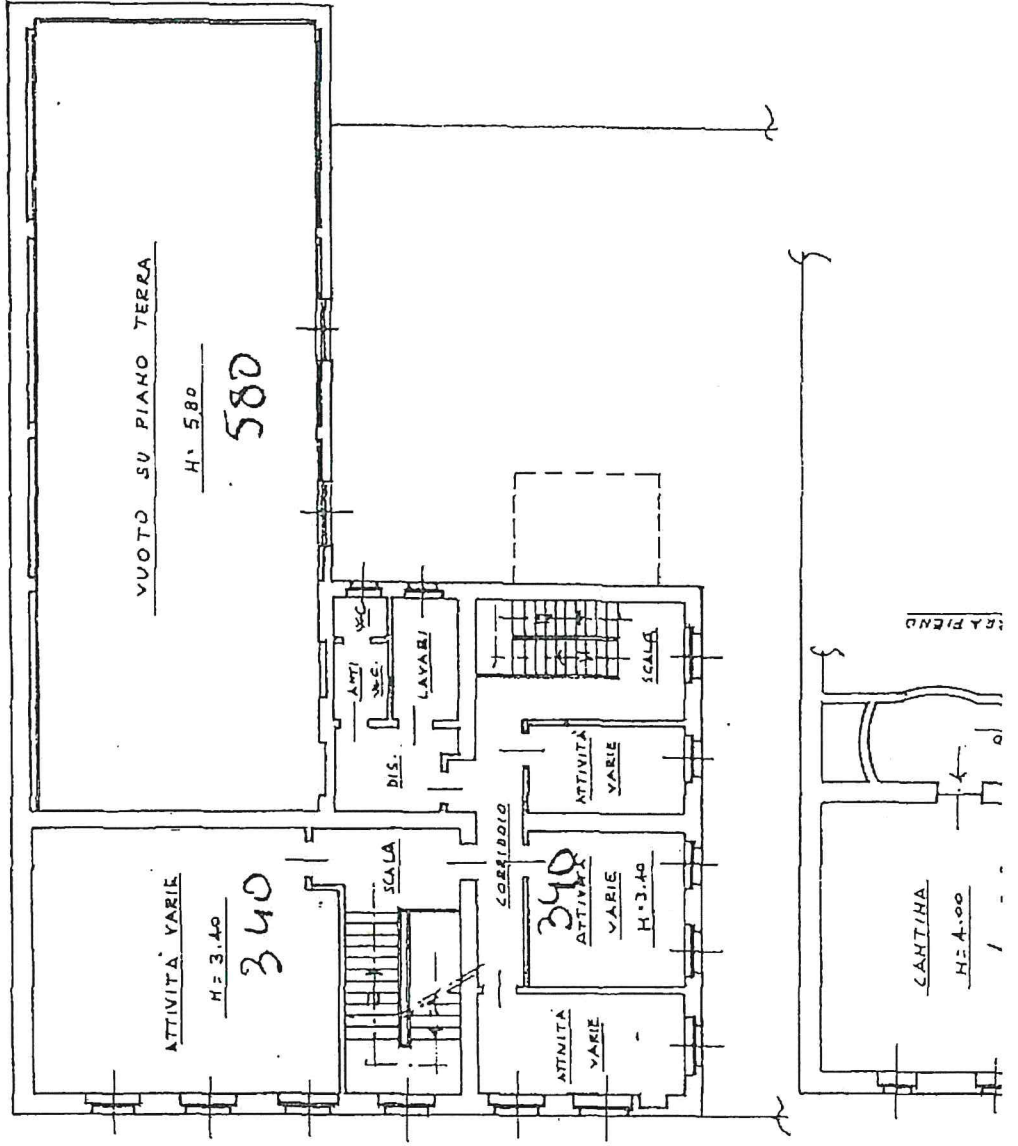 VUOTO SU PIANO TERRA
H: 5,80
580
W.C.
ANTI
W.C.
LAVABI
DIS.
SCALA
ATTIVITÀ
VARIE
CORRIDOIO
ATTIVITÀ VARIE
H= 3.40
340
SCALA
340
ATTIVITÀ
VARIE
H=3.40
ATTIVITÀ
VARIE
CANTINA
H=4.00
RRAPIENO